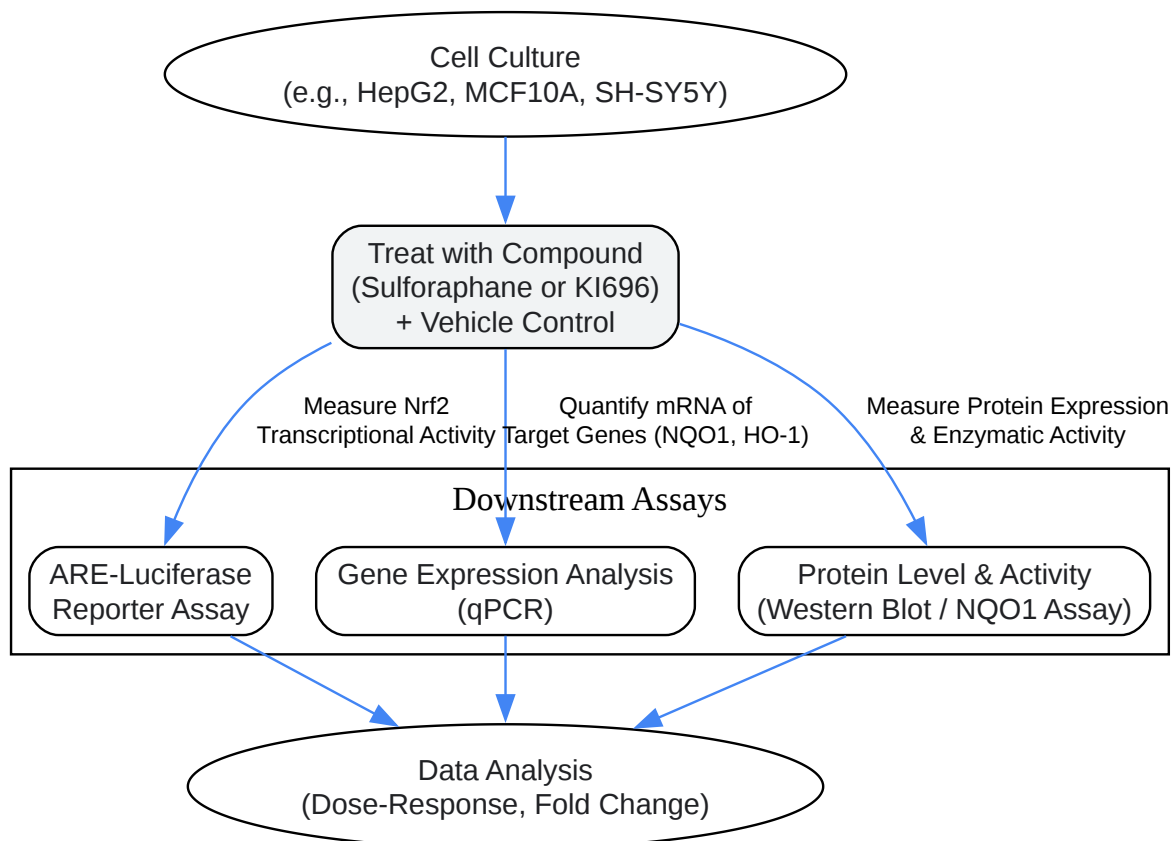 Cell Culture
(e.g., HepG2, MCF10A, SH-SY5Y)
Treat with Compound
(Sulforaphane or KI696)
+ Vehicle Control
Measure Nrf2
Transcriptional Activity
Quantify mRNA of
Target Genes (NQO1, HO-1)
Measure Protein Expression
& Enzymatic Activity
Downstream Assays
ARE-Luciferase
Reporter Assay
Gene Expression Analysis
(qPCR)
Protein Level & Activity
(Western Blot / NQO1 Assay)
Data Analysis
(Dose-Response, Fold Change)